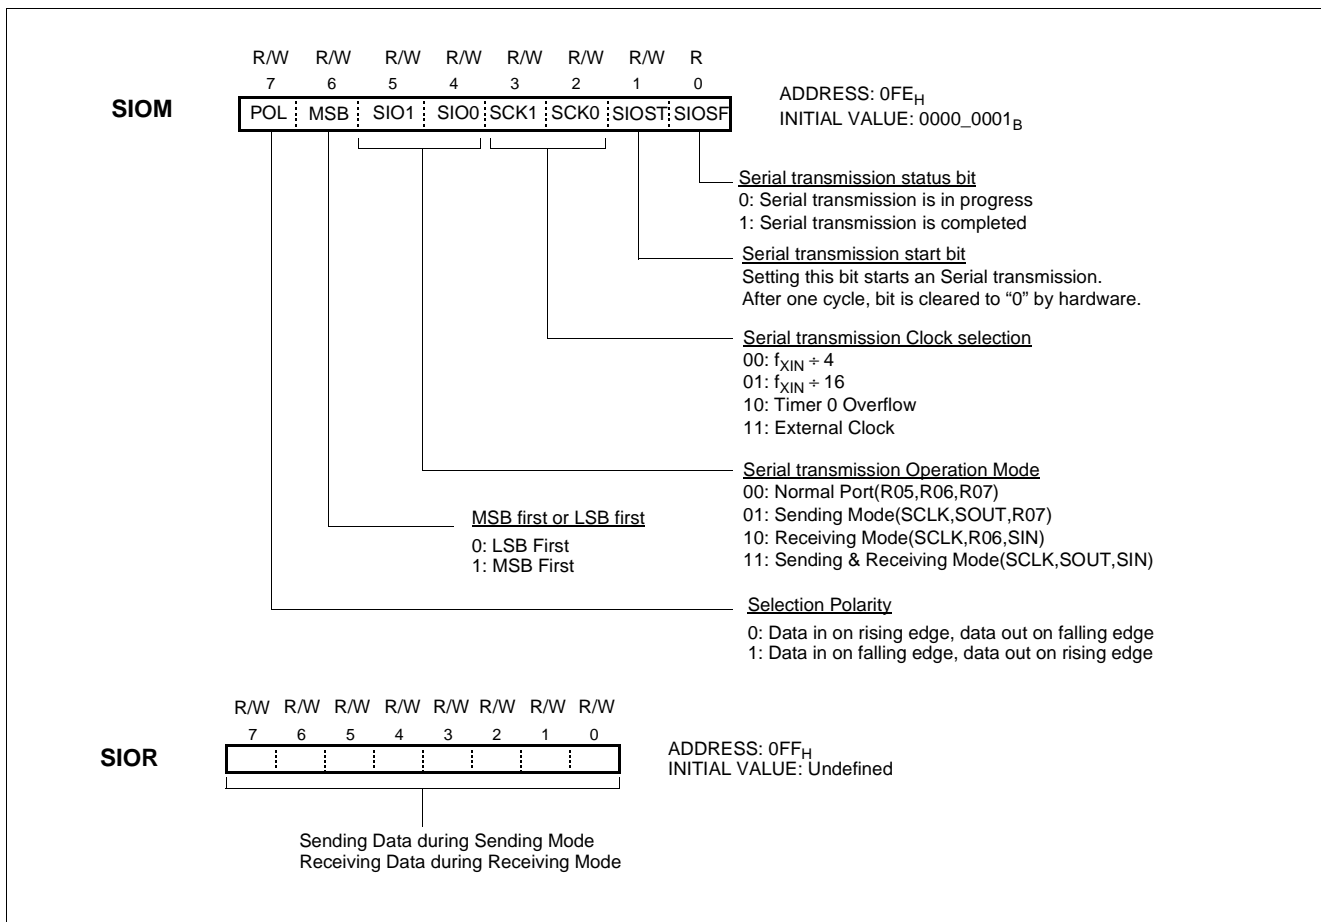 R/W R/W R/W R/W R/W R/W R/W R
7 6 5 4 3 2 1 0
SIOM
POL MSB SIO1 SIO0 SCK1 SCK0 SIOST SIOSF
ADDRESS: 0FEH
INITIAL VALUE: 0000_0001B
Serial transmission status bit
0: Serial transmission is in progress
1: Serial transmission is completed
Serial transmission start bit
Setting this bit starts an Serial transmission.
After one cycle, bit is cleared to “0” by hardware.
Serial transmission Clock selection
00: fXIN ÷ 4
01: fXIN ÷ 16
10: Timer 0 Overflow
11: External Clock
Serial transmission Operation Mode
00: Normal Port(R05,R06,R07)
01: Sending Mode(SCLK,SOUT,R07)
10: Receiving Mode(SCLK,R06,SIN)
11: Sending & Receiving Mode(SCLK,SOUT,SIN)
MSB first or LSB first
0: LSB First
1: MSB First
Selection Polarity
0: Data in on rising edge, data out on falling edge
1: Data in on falling edge, data out on rising edge
R/W R/W R/W R/W R/W R/W R/W R/W
7 6 5 4 3 2 1 0
SIOR
ADDRESS: 0FFH
INITIAL VALUE: Undefined
Sending Data during Sending Mode
Receiving Data during Receiving Mode